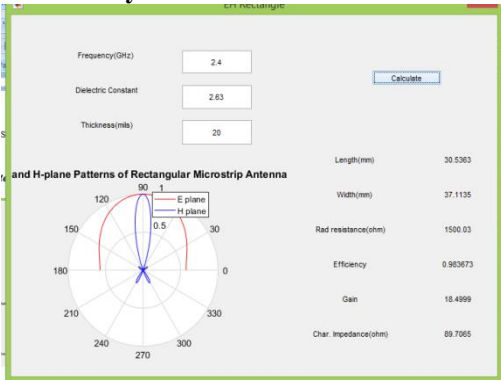 EH Rectangle
Frequency(GHz)
2.4
Calculate
Dielectric Constant
2.63
Thickness(mils)
20
Length(mm) 30.5363
and H-plane Patterns of Rectangular Microstrip Antenna
Width(mm) 37.1135
Rad resistance(ohm) 1500.03
Efficiency 0.983673
Gain 18.4999
Char. Impedance(ohm) 89.7065
90 1
E plane
H plane
120
0.5
150 30
180 0
210 330
240 300
270